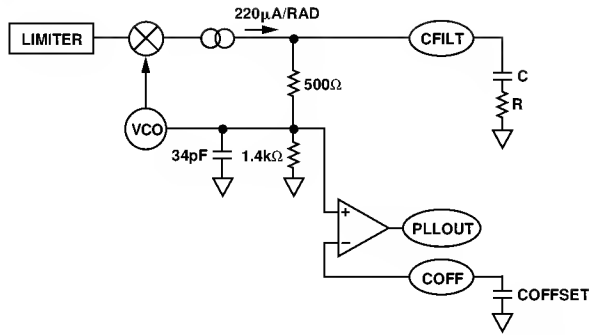 220µA/RAD
LIMITER
CFILT
C
500Ω
R
VCO
34pF
1.4kΩ
+
PLLOUT
−
COFF
COFFSET